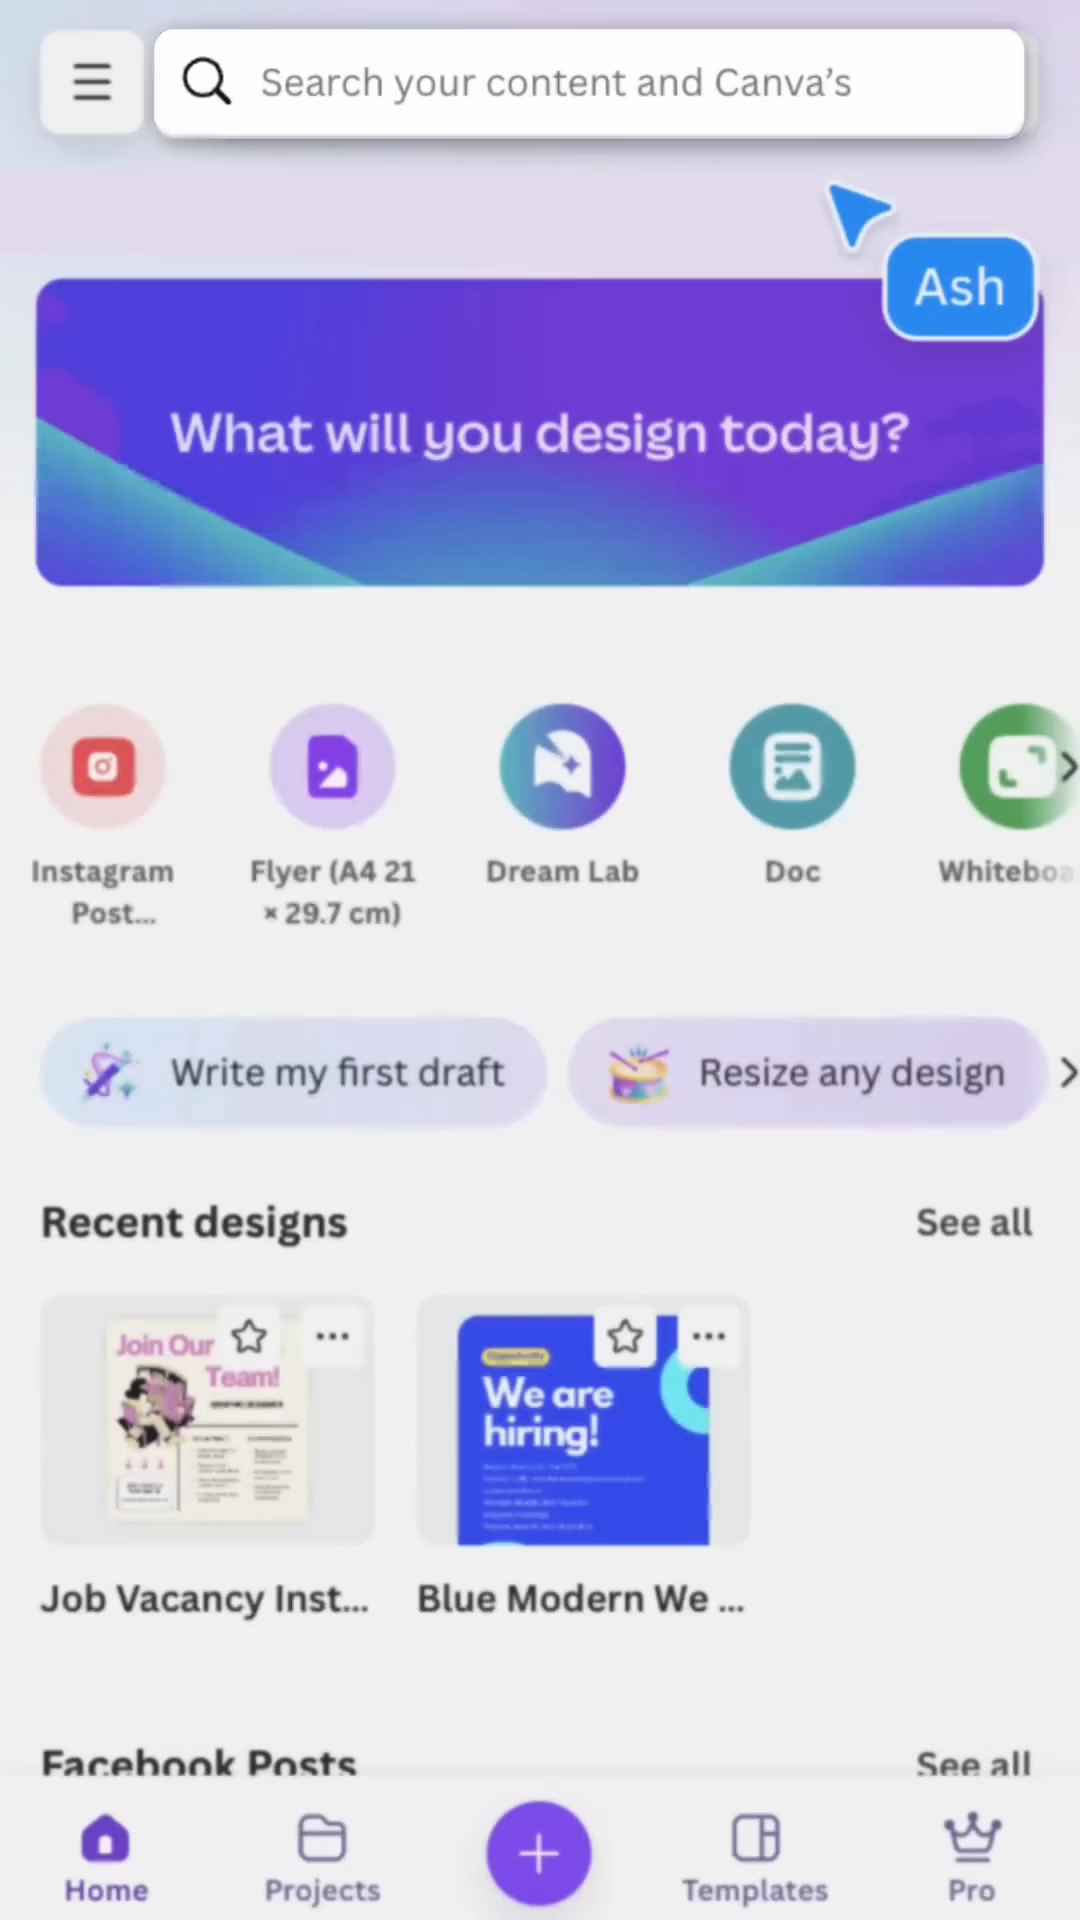 Search your content and Canva's
Ash
What will you design today?
Instagram
Post...
Flyer (A4 21
× 29.7 cm)
Dream Lab
Doc
Whiteboa
Write my first draft
Resize any design
Recent designs
See all
Join Our
Team!
We are
hiring!
Job Vacancy Inst...
Blue Modern We ...
Facebook Posts
See all
Home
Projects
Templates
Pro